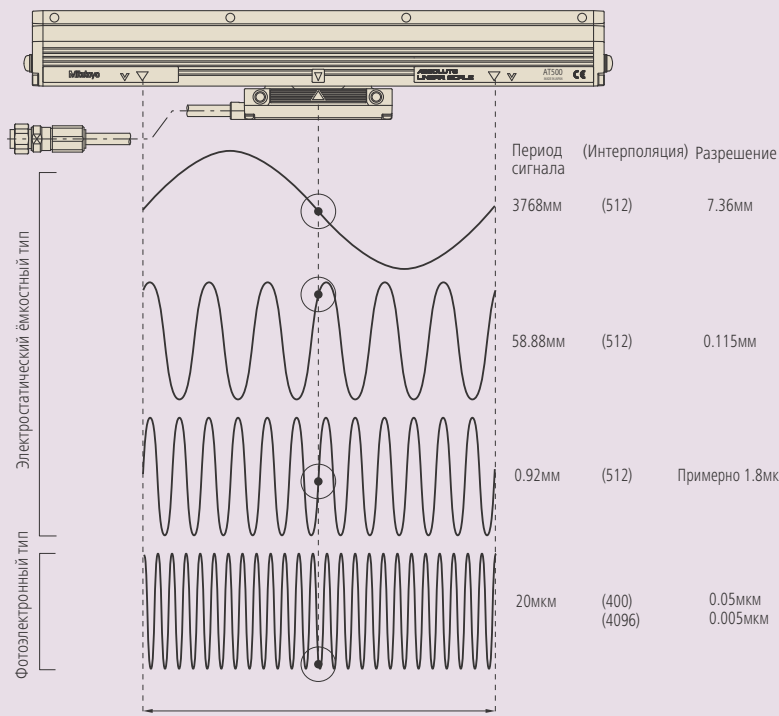 Mitutoyo
ABSOLUTE
LINEAR SCALE
AT500
CE
Период
сигнала
(Интерполяция)
Разрешение
3768мм (512) 7.36мм
58.88мм (512) 0.115мм
0.92мм (512) Примерно 1.8мк
20мкм (400) 0.05мкм
(4096) 0.005мкм
Электростатический ёмкостный тип
Фотоэлектронный тип